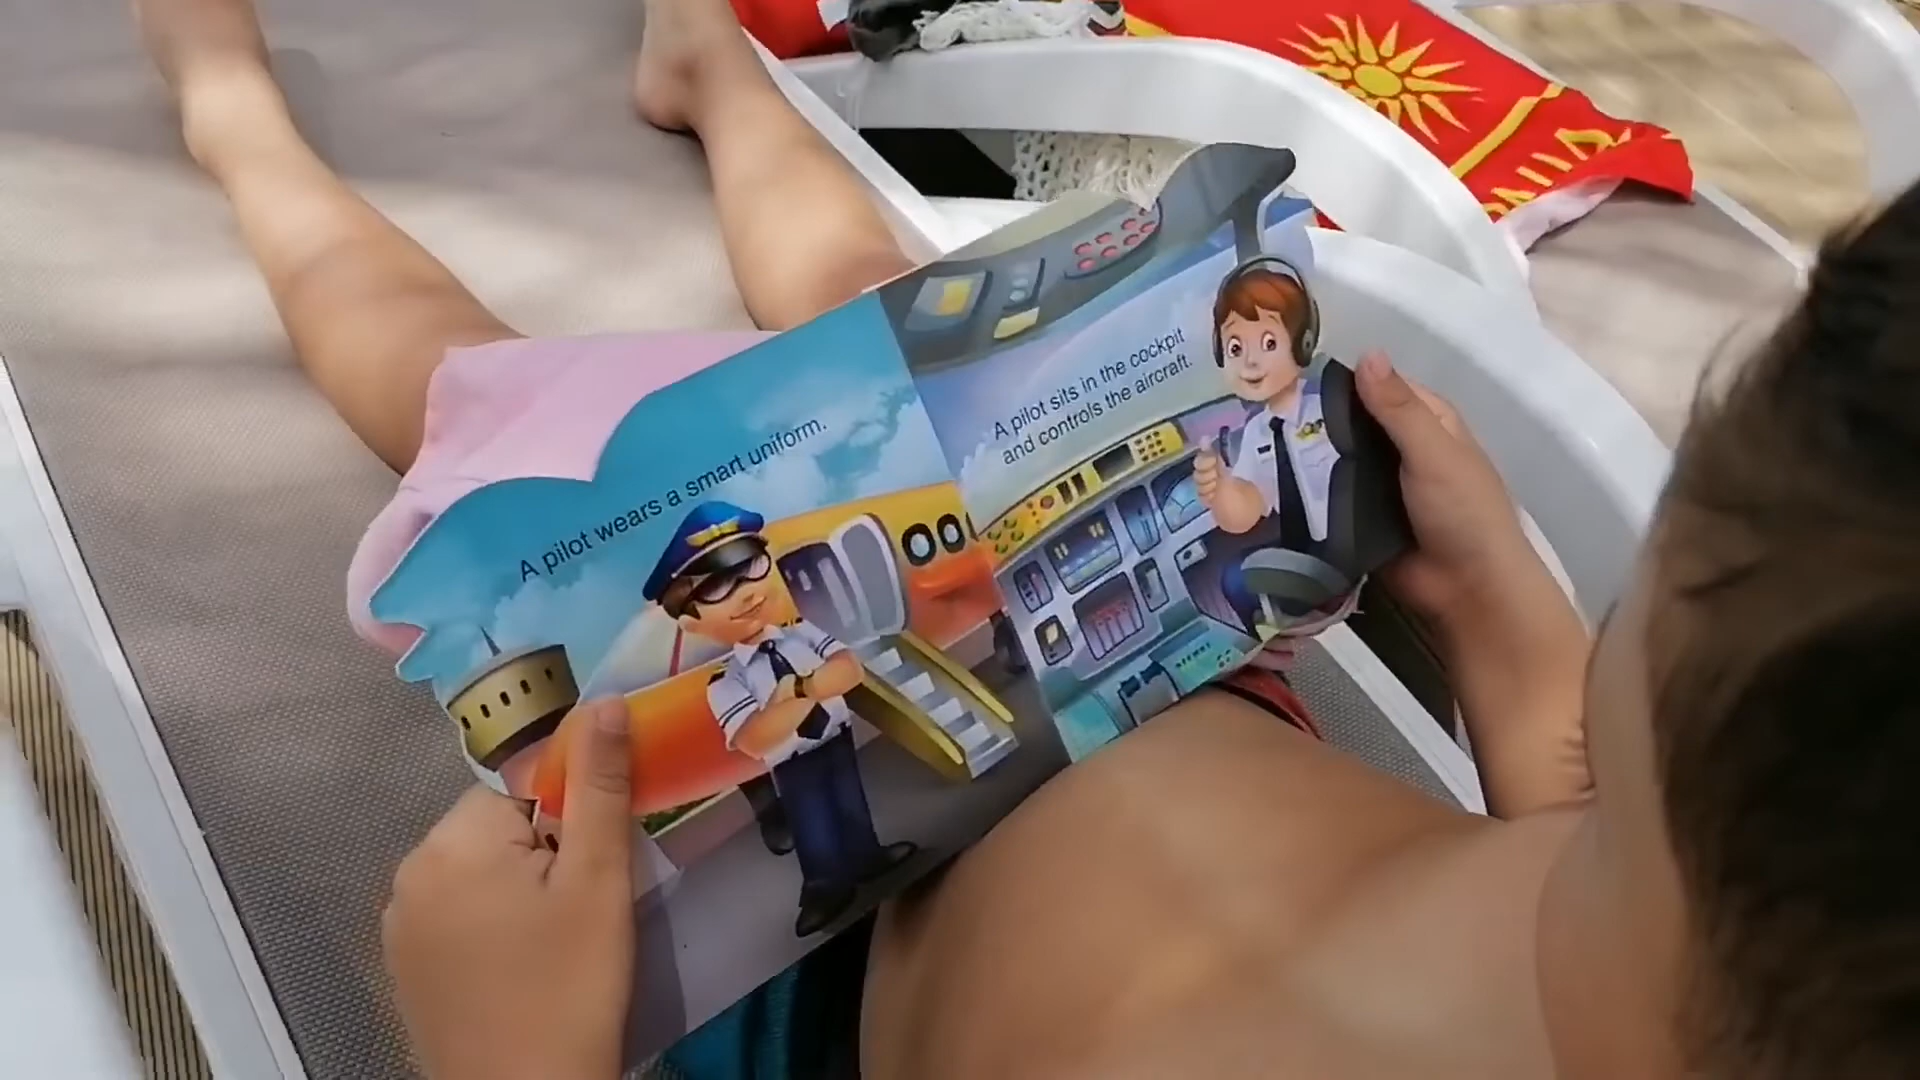 A pilot wears a smart uniform.
A pilot sits in the cockpit
and controls the aircraft.